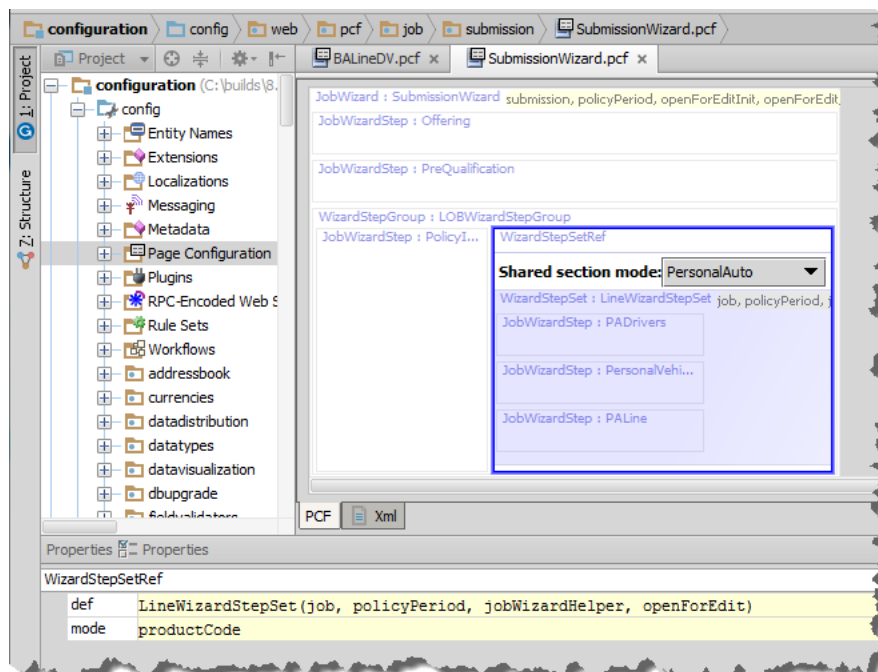 configuration config web pcf job submission SubmissionWizard.pcf
1: Project
Z: Structure
Project
BALineDV.pcf × SubmissionWizard.pcf ×
configuration (C:\builds\8.
config
Entity Names
Extensions
Localizations
Messaging
Metadata
Page Configuration
Plugins
RPC-Encoded Web S
Rule Sets
Workflows
addressbook
currencies
datadistribution
datatypes
datavisualization
dbupgrade
fieldvalidators
JobWizard : SubmissionWizard submission, policyPeriod, openForEditInit, openForEdit,
JobWizardStep : Offering
JobWizardStep : PreQualification
WizardStepGroup : LOBWizardStepGroup
JobWizardStep : PolicyI...
WizardStepSetRef
Shared section mode: PersonalAuto
WizardStepSet : LineWizardStepSet job, policyPeriod, j
JobWizardStep : PADrivers
JobWizardStep : PersonalVehi...
JobWizardStep : PALine
PCF Xml
Properties Properties
WizardStepSetRef
def LineWizardStepSet(job, policyPeriod, jobWizardHelper, openForEdit)
mode productCode